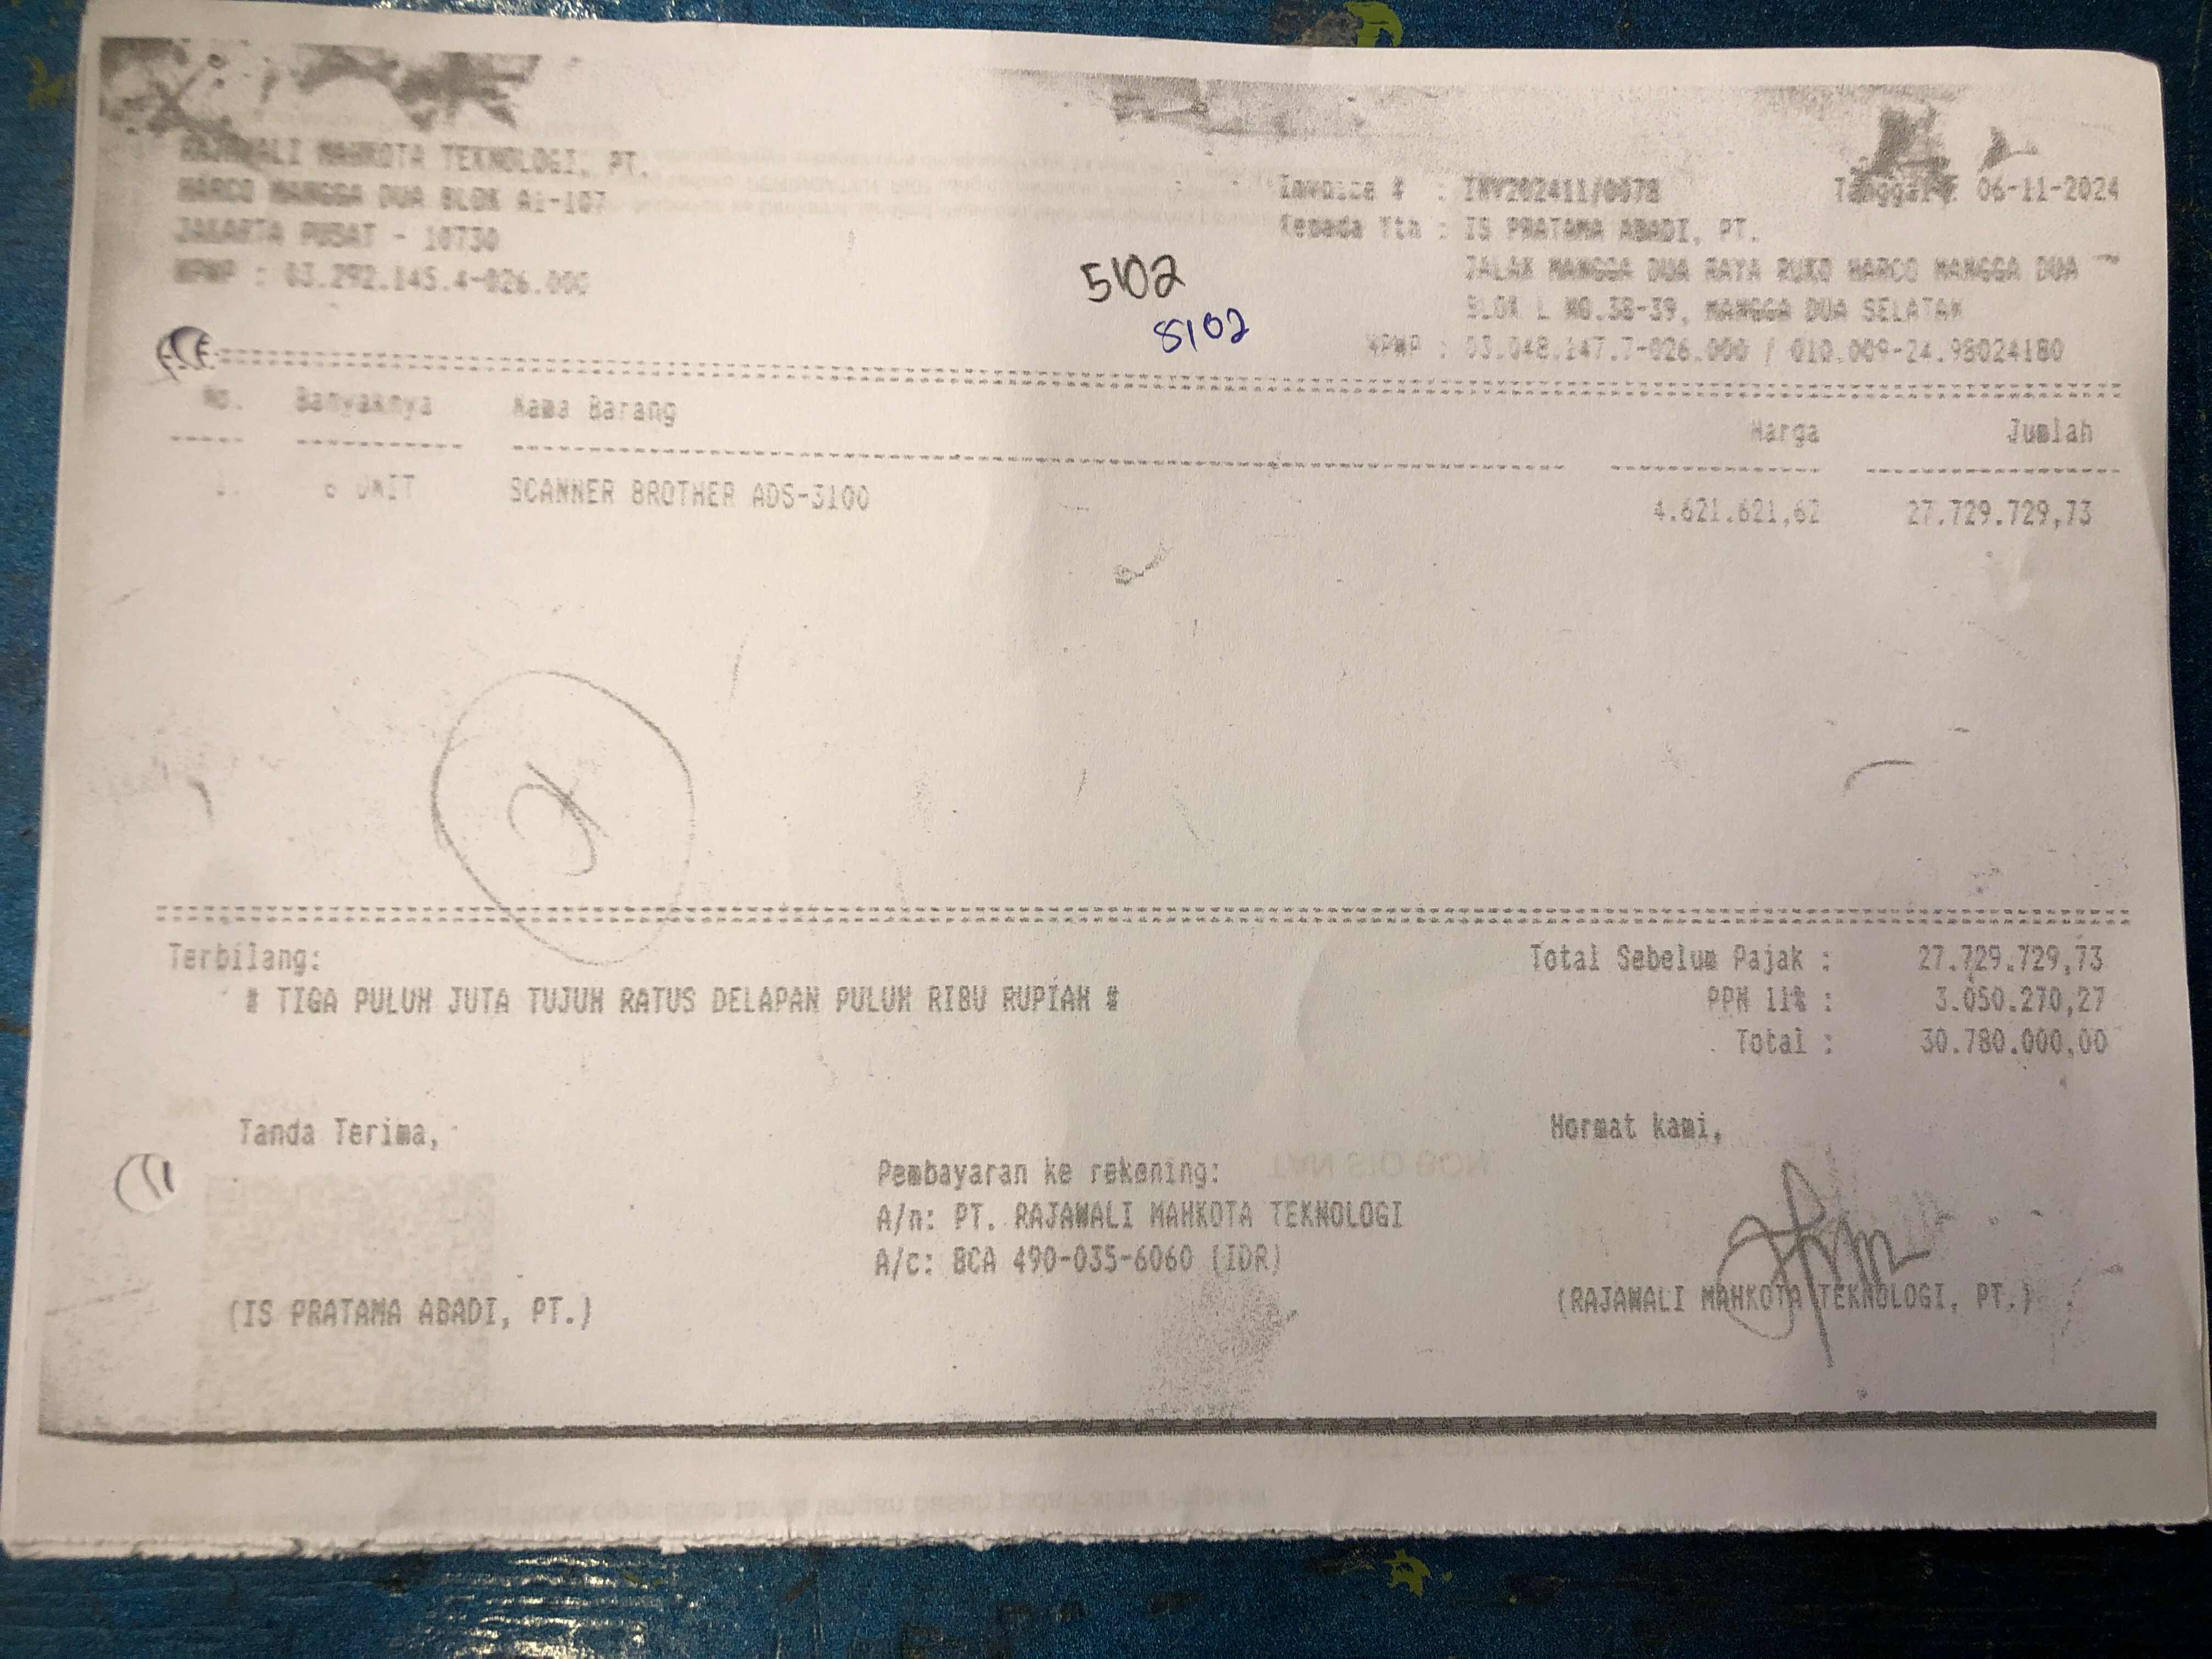 RAJAWALI MAHKOTA TEKNOLOGI, PT.
HARCO MANGGA DUA BLOK A1-107
JAKARTA PUSAT - 10730
NPWP : 83.292.145.4-026.000
Invoice # : INV202411/0078 Tanggal : 06-11-2024
Kepada Yth : IS PRATAMA ABADI, PT.
JALAN MANGGA DUA RAYA RUKO HARCO MANGGA DUA
BLOK L NO.38-39, MANGGA DUA SELATAN
NPWP : 03.048.147.7-026.000 / 010.009-24.98024180
5102
8102
No. Banyaknya Nama Barang Harga Jumlah
1. 6 UNIT SCANNER BROTHER ADS-3100 4.621.621,62 27.729.729,73
Terbilang:
# TIGA PULUH JUTA TUJUH RATUS DELAPAN PULUH RIBU RUPIAH #
Total Sebelum Pajak : 27.729.729,73
PPN 11% : 3.050.270,27
Total : 30.780.000,00
Tanda Terima,
Hormat kami,
Pembayaran ke rekening:
A/n: PT. RAJAWALI MAHKOTA TEKNOLOGI
A/c: BCA 490-035-6060 (IDR)
(IS PRATAMA ABADI, PT.)
(RAJAWALI MAHKOTA TEKNOLOGI, PT.)